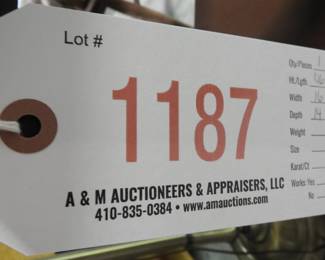 Lot #
1187
A & M AUCTIONEERS & APPRAISERS, LLC
410-835-0384 • www.amauctions.com
Qty/Pieces 1
Ht./Lgth
Width
Depth
Weight
Size
Karat/Ct
Works: Yes
No